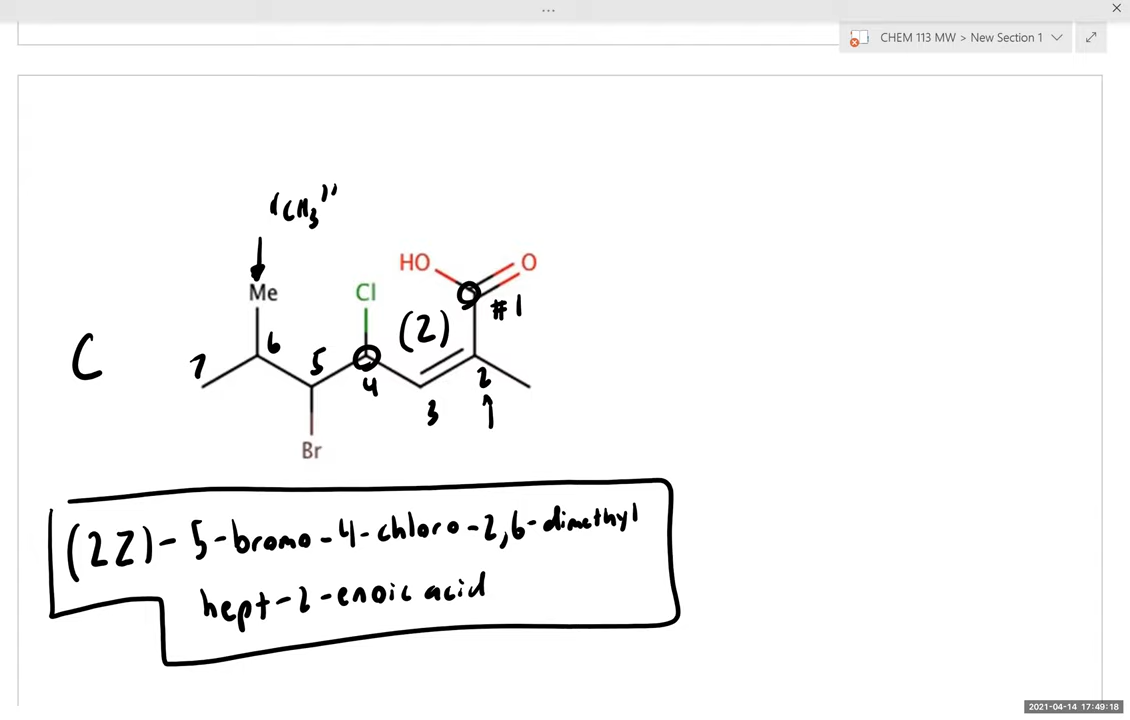 ...
CHEM 113 MW > New Section 1
"CH3"
Me
Cl
HO
O
#1
(Z)
C
7
6
5
4
3
2
Br
(2Z)-5-bromo-4-chloro-2,6-dimethyl
hept-2-enoic acid
2021-04-14 17:49:18